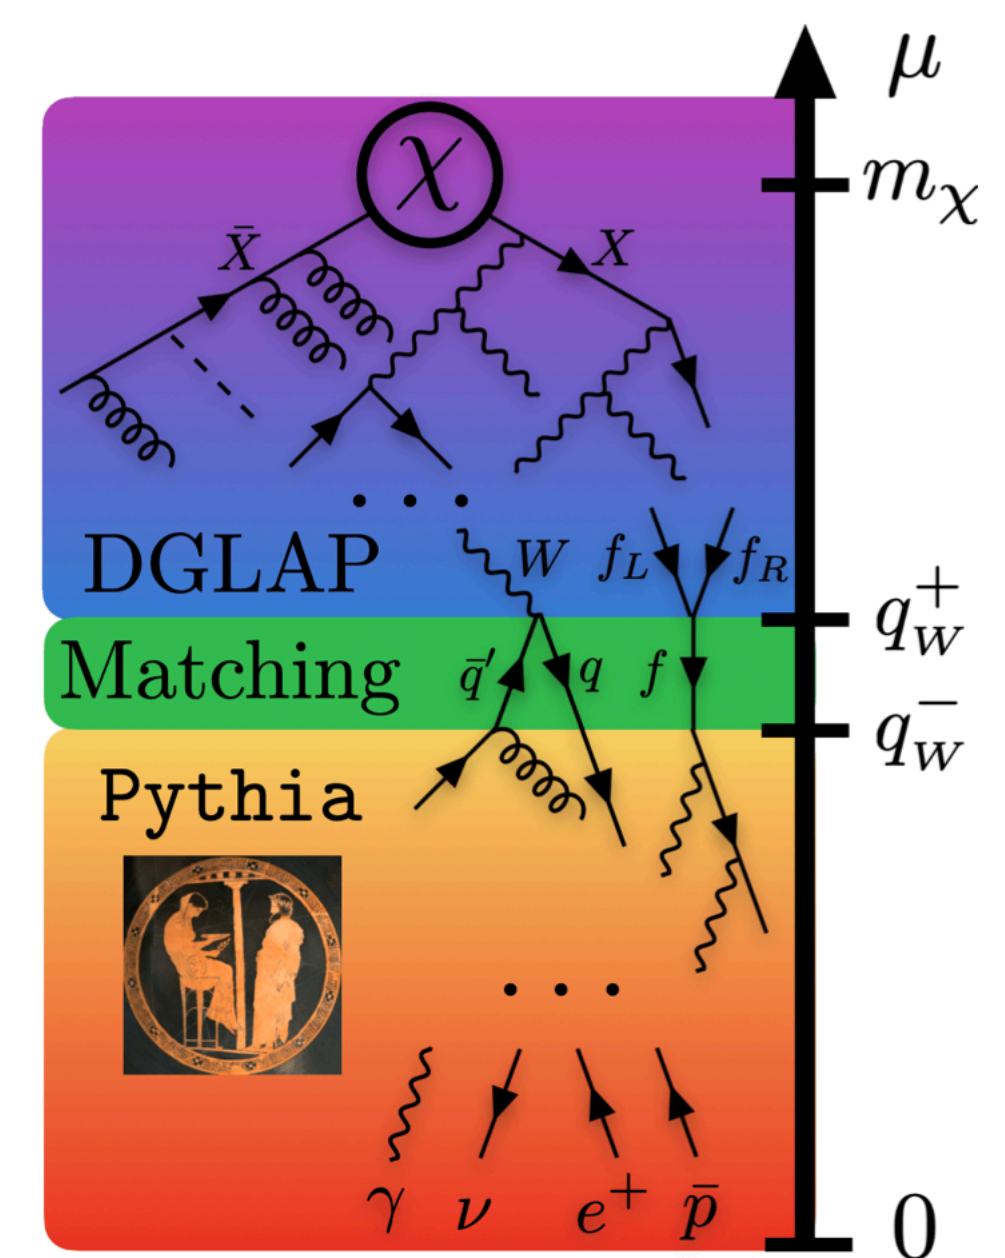 μ
χ
m_χ
X̄
X
. . .
W f_L f_R
DGLAP
q_W^+
Matching
q̄′ q f
q_W^-
Pythia
. . .
γ ν e^+ p̄
0